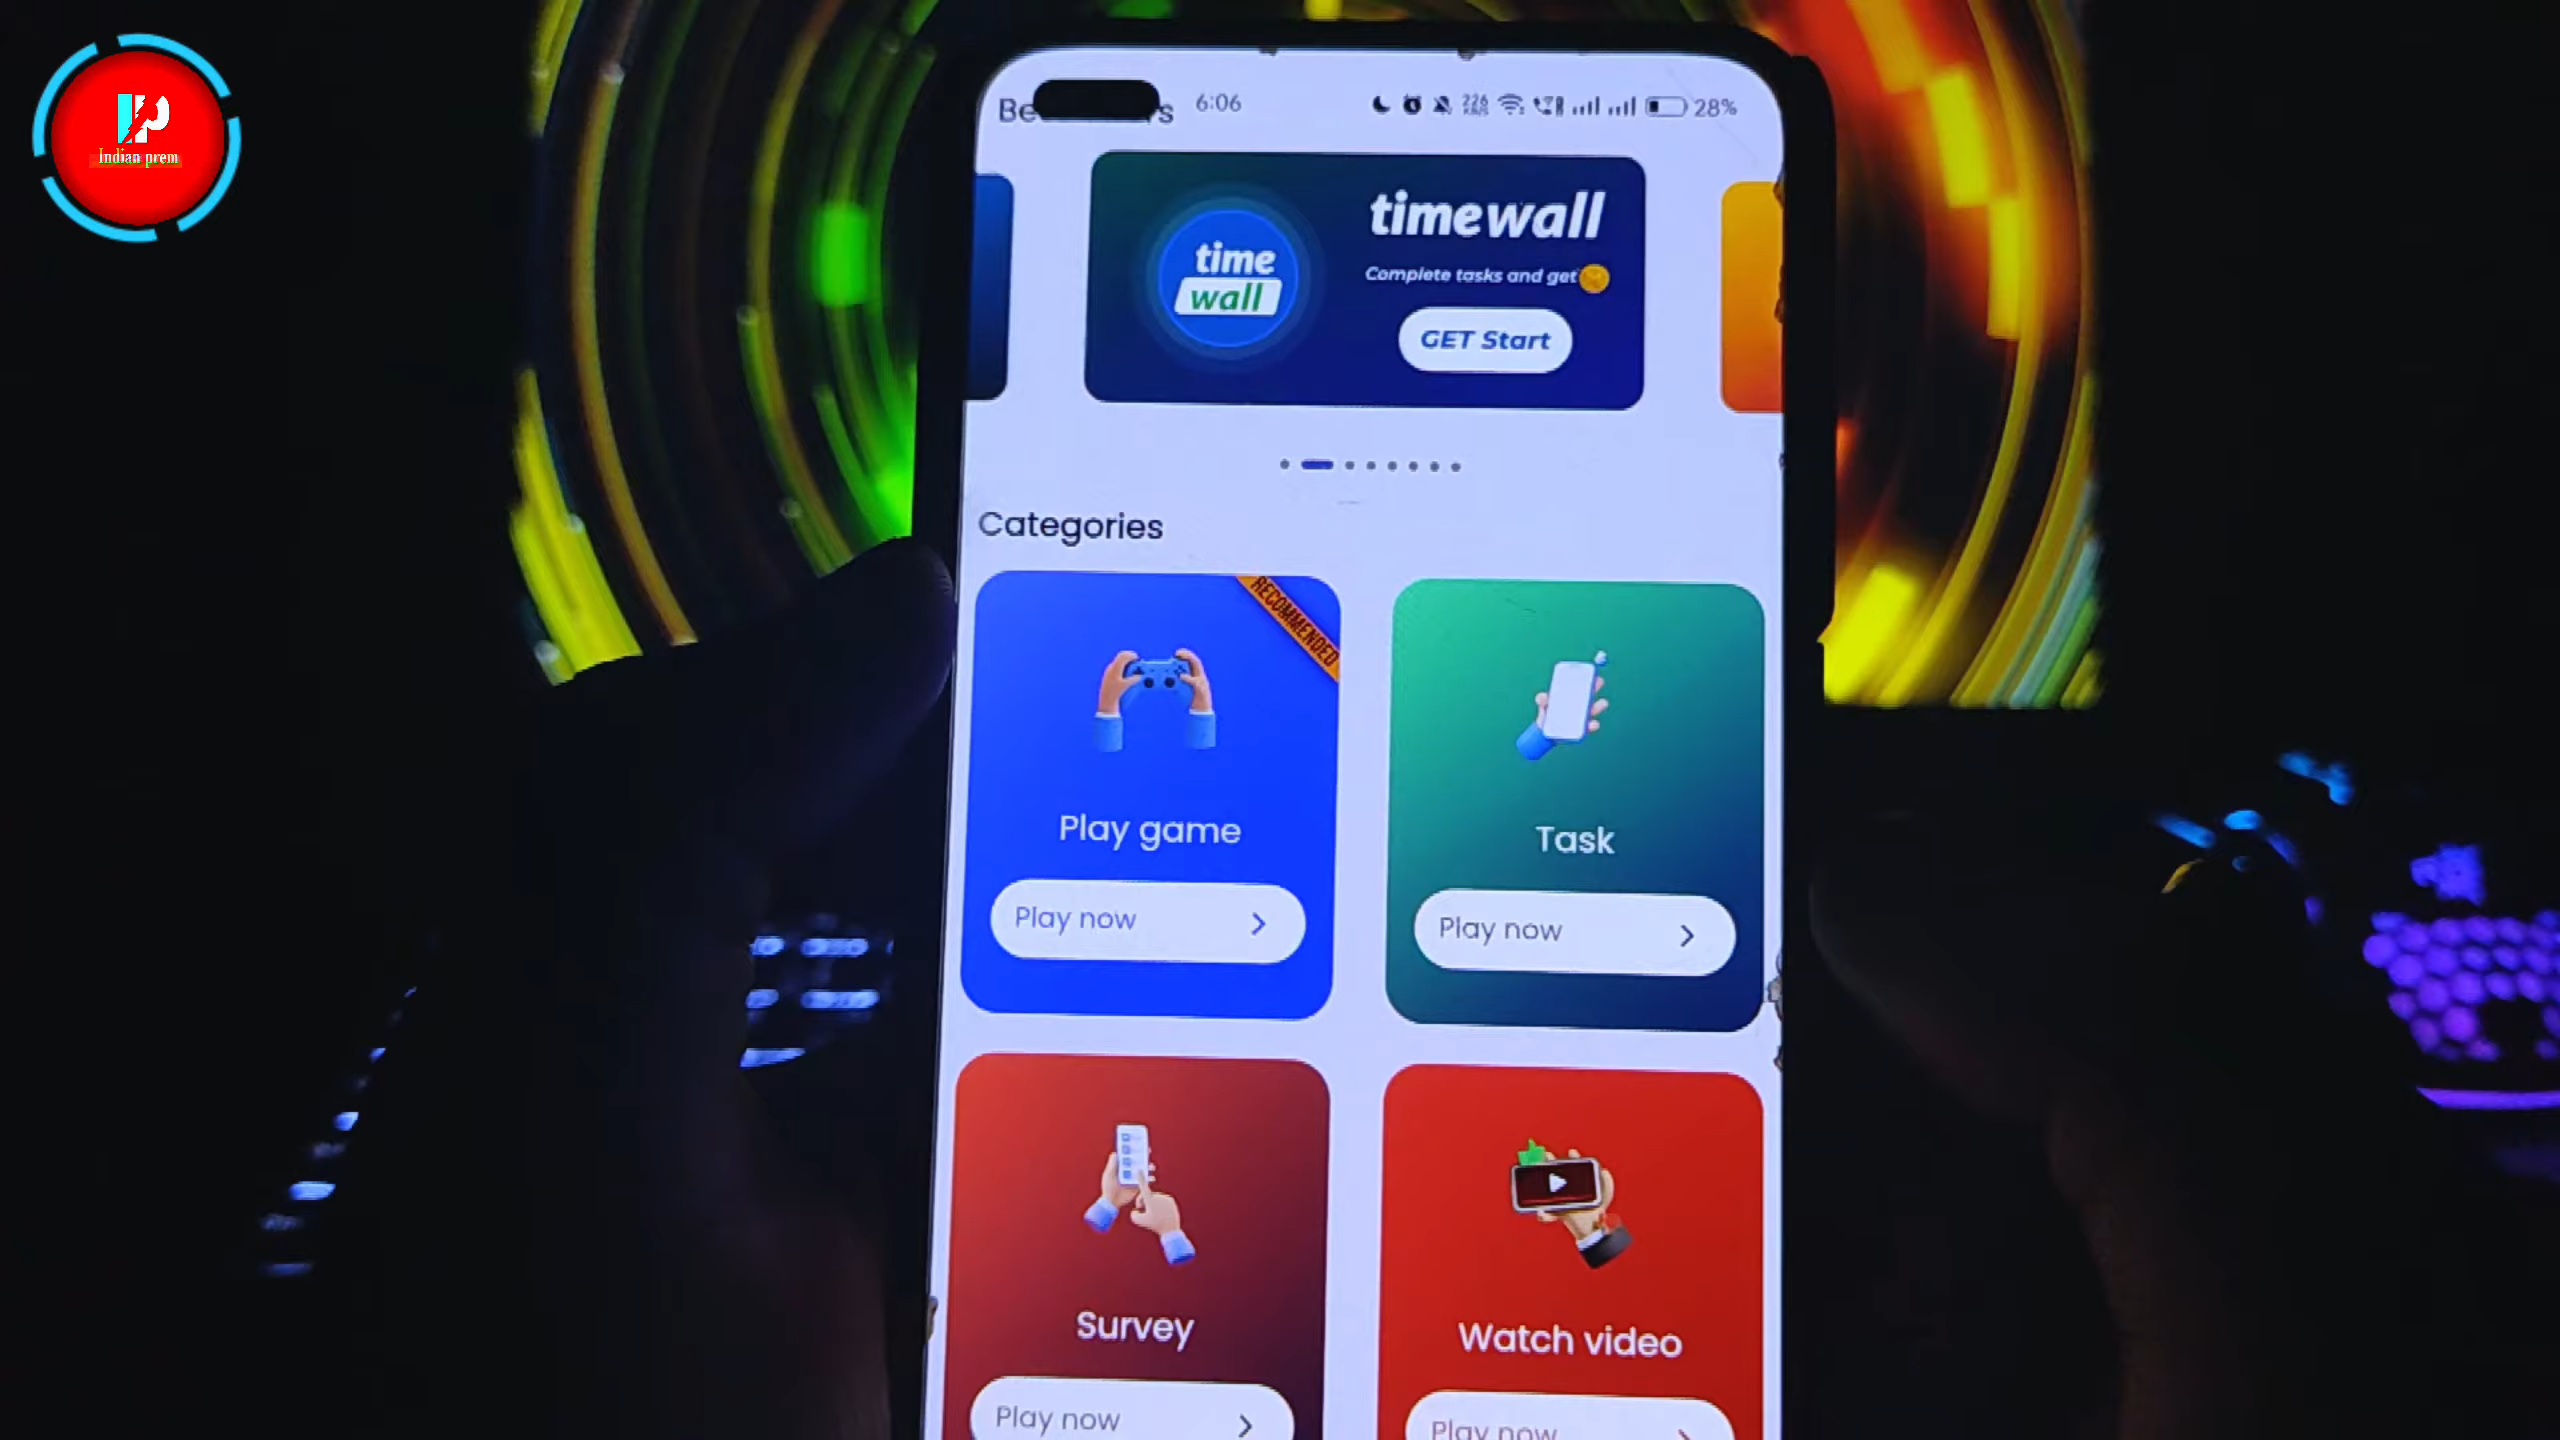 Indian prem
6:06
28%
timewall
time
wall
Complete tasks and get
GET Start
Categories
RECOMMENDED
Play game
Task
Play now
Play now
Survey
Watch video
Play now
Play now